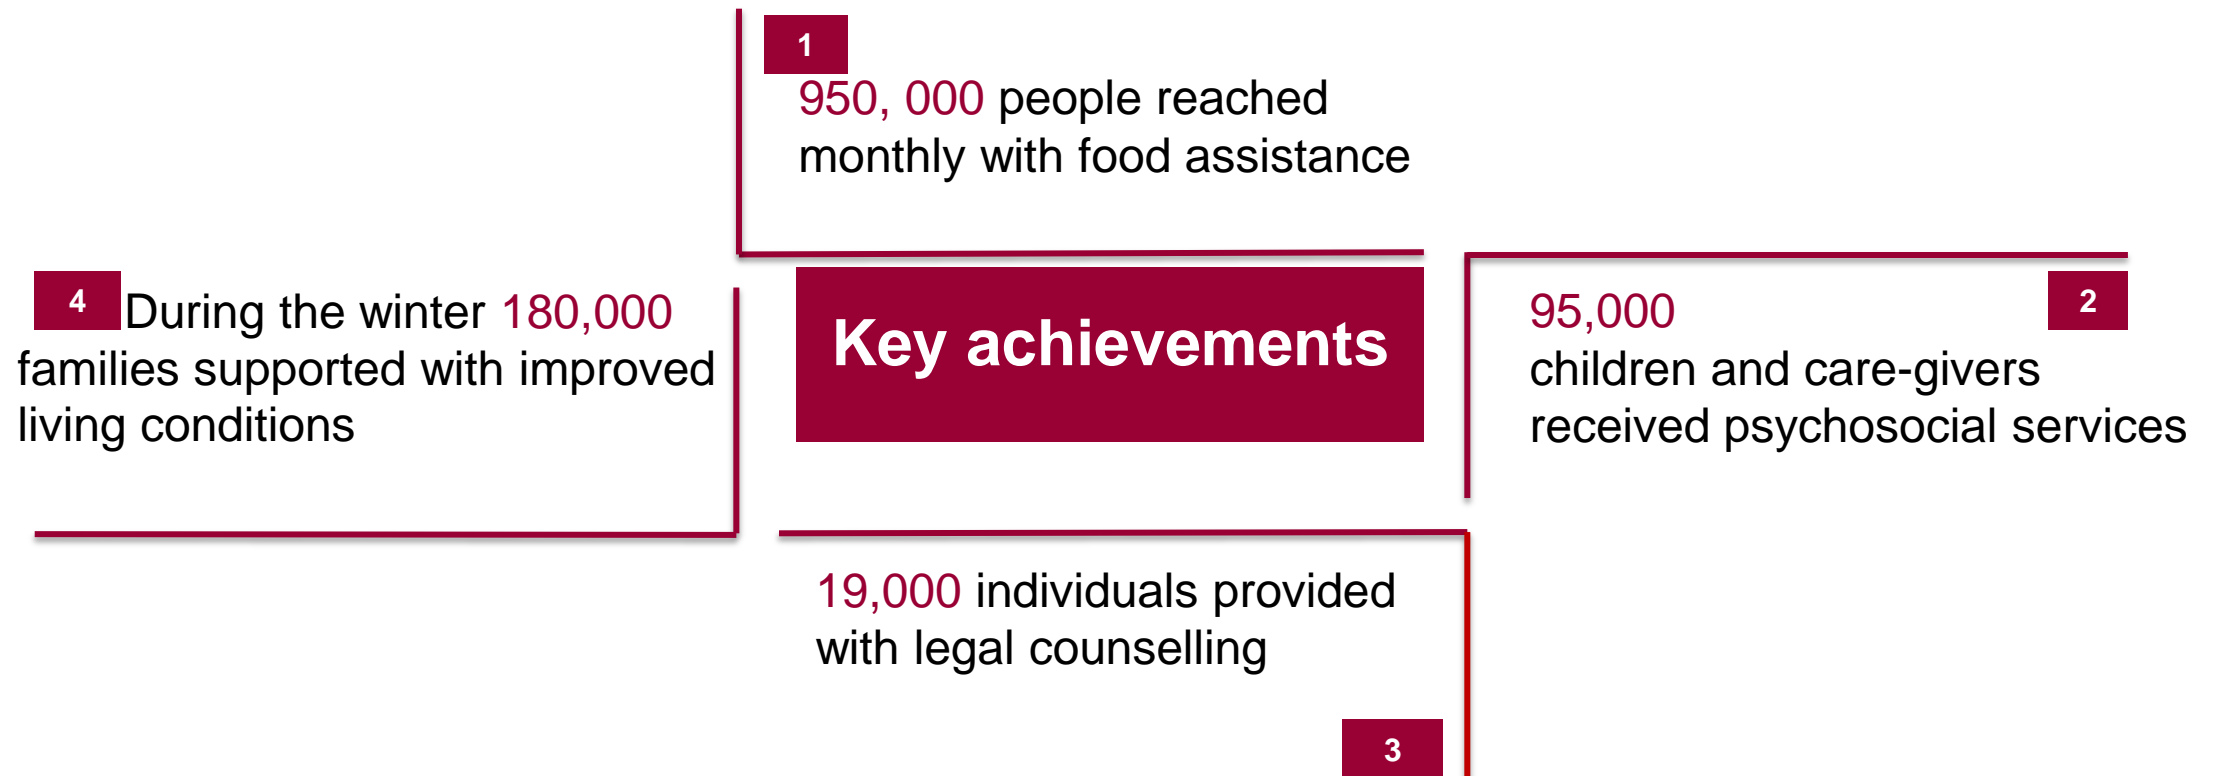 1
950, 000 people reached
monthly with food assistance
Key achievements
2
95,000
children and care-givers
received psychosocial services
19,000 individuals provided
with legal counselling
3
4
During the winter 180,000
families supported with improved
living conditions